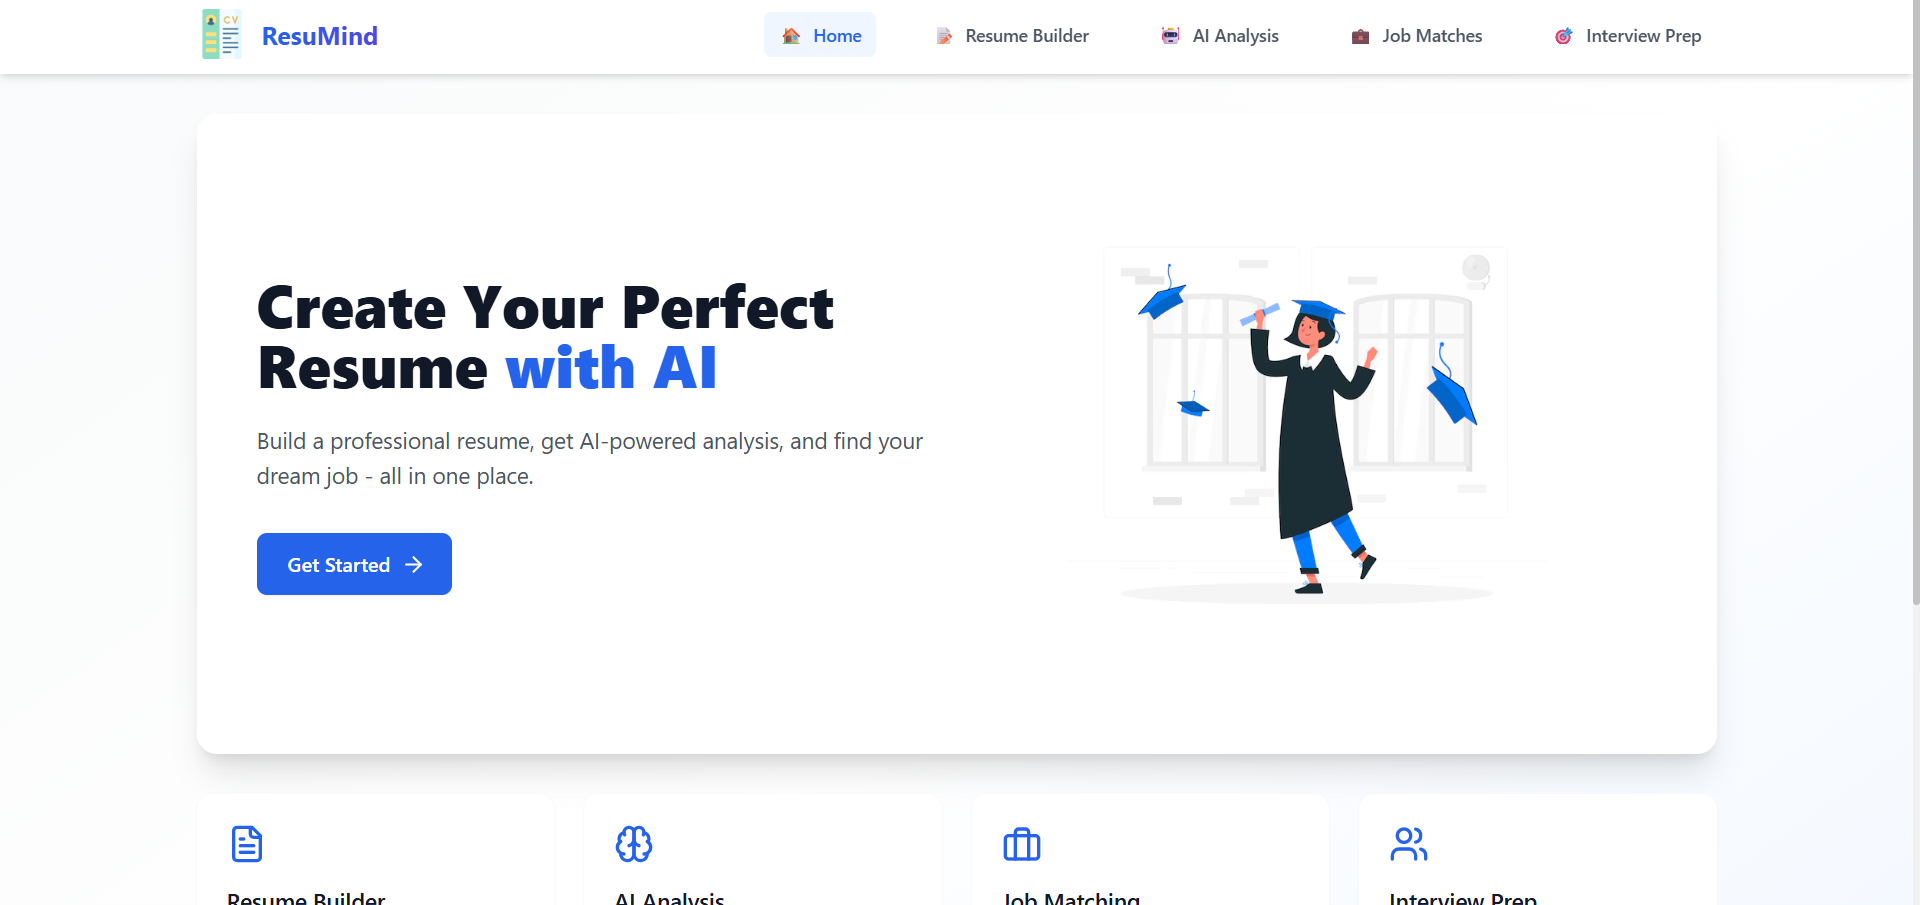 CV
ResuMind
Home
Resume Builder
AI Analysis
Job Matches
Interview Prep
Create Your Perfect
Resume with AI
Build a professional resume, get AI-powered analysis, and find your
dream job - all in one place.
Get Started
Resume Builder
AI Analysis
Job Matching
Interview Prep